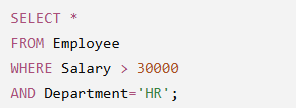 SELECT *
FROM Employee
WHERE Salary > 30000
AND Department='HR';